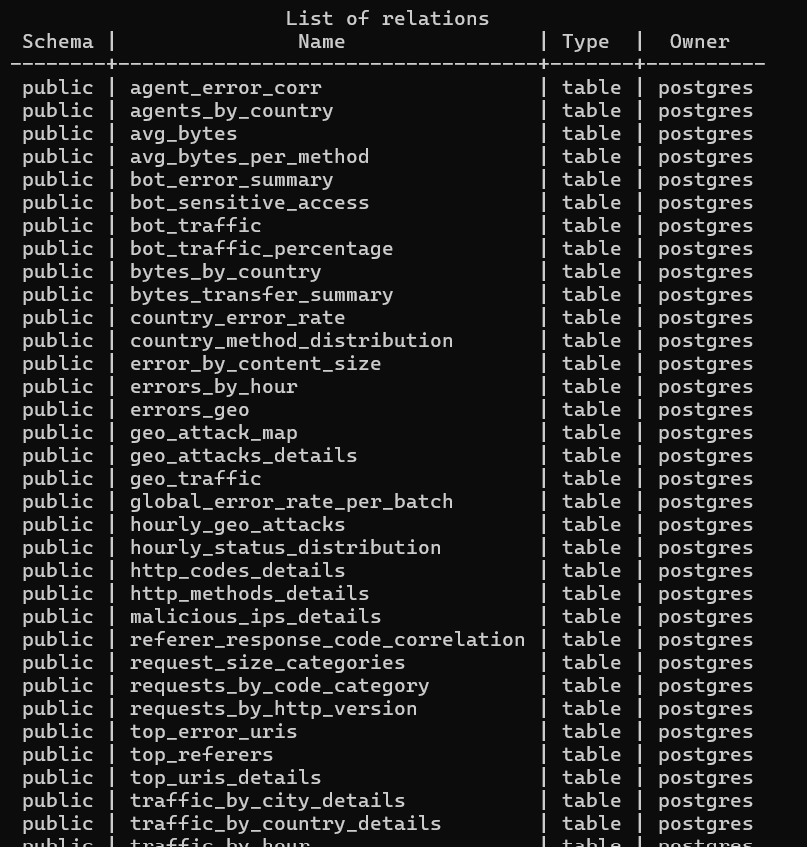 List of relations
Schema | Name | Type | Owner
--------+-----------------------------------+-------+----------
public | agent_error_corr | table | postgres
public | agents_by_country | table | postgres
public | avg_bytes | table | postgres
public | avg_bytes_per_method | table | postgres
public | bot_error_summary | table | postgres
public | bot_sensitive_access | table | postgres
public | bot_traffic | table | postgres
public | bot_traffic_percentage | table | postgres
public | bytes_by_country | table | postgres
public | bytes_transfer_summary | table | postgres
public | country_error_rate | table | postgres
public | country_method_distribution | table | postgres
public | error_by_content_size | table | postgres
public | errors_by_hour | table | postgres
public | errors_geo | table | postgres
public | geo_attack_map | table | postgres
public | geo_attacks_details | table | postgres
public | geo_traffic | table | postgres
public | global_error_rate_per_batch | table | postgres
public | hourly_geo_attacks | table | postgres
public | hourly_status_distribution | table | postgres
public | http_codes_details | table | postgres
public | http_methods_details | table | postgres
public | malicious_ips_details | table | postgres
public | referer_response_code_correlation | table | postgres
public | request_size_categories | table | postgres
public | requests_by_code_category | table | postgres
public | requests_by_http_version | table | postgres
public | top_error_uris | table | postgres
public | top_referers | table | postgres
public | top_uris_details | table | postgres
public | traffic_by_city_details | table | postgres
public | traffic_by_country_details | table | postgres
public | traffic_by_hour | table | postgres